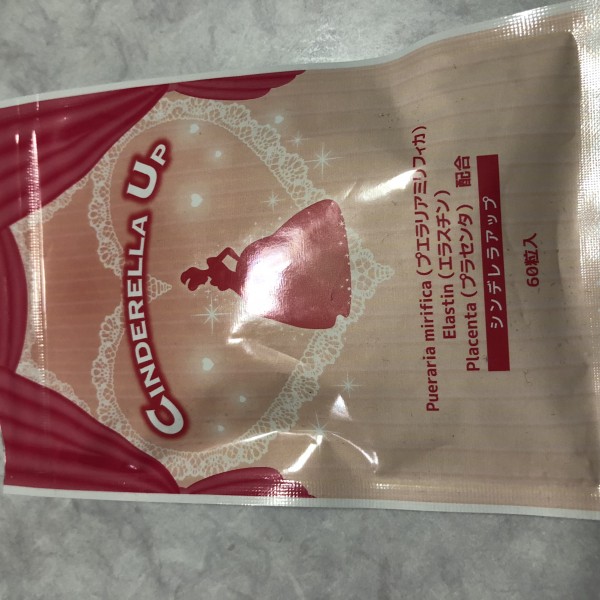 CINDERELLA UP
Pueraria mirifica (プエラリアミリフィカ)
Elastin (エラスチン)
Placenta (プラセンタ) 配合
シンデレラアップ
60粒入